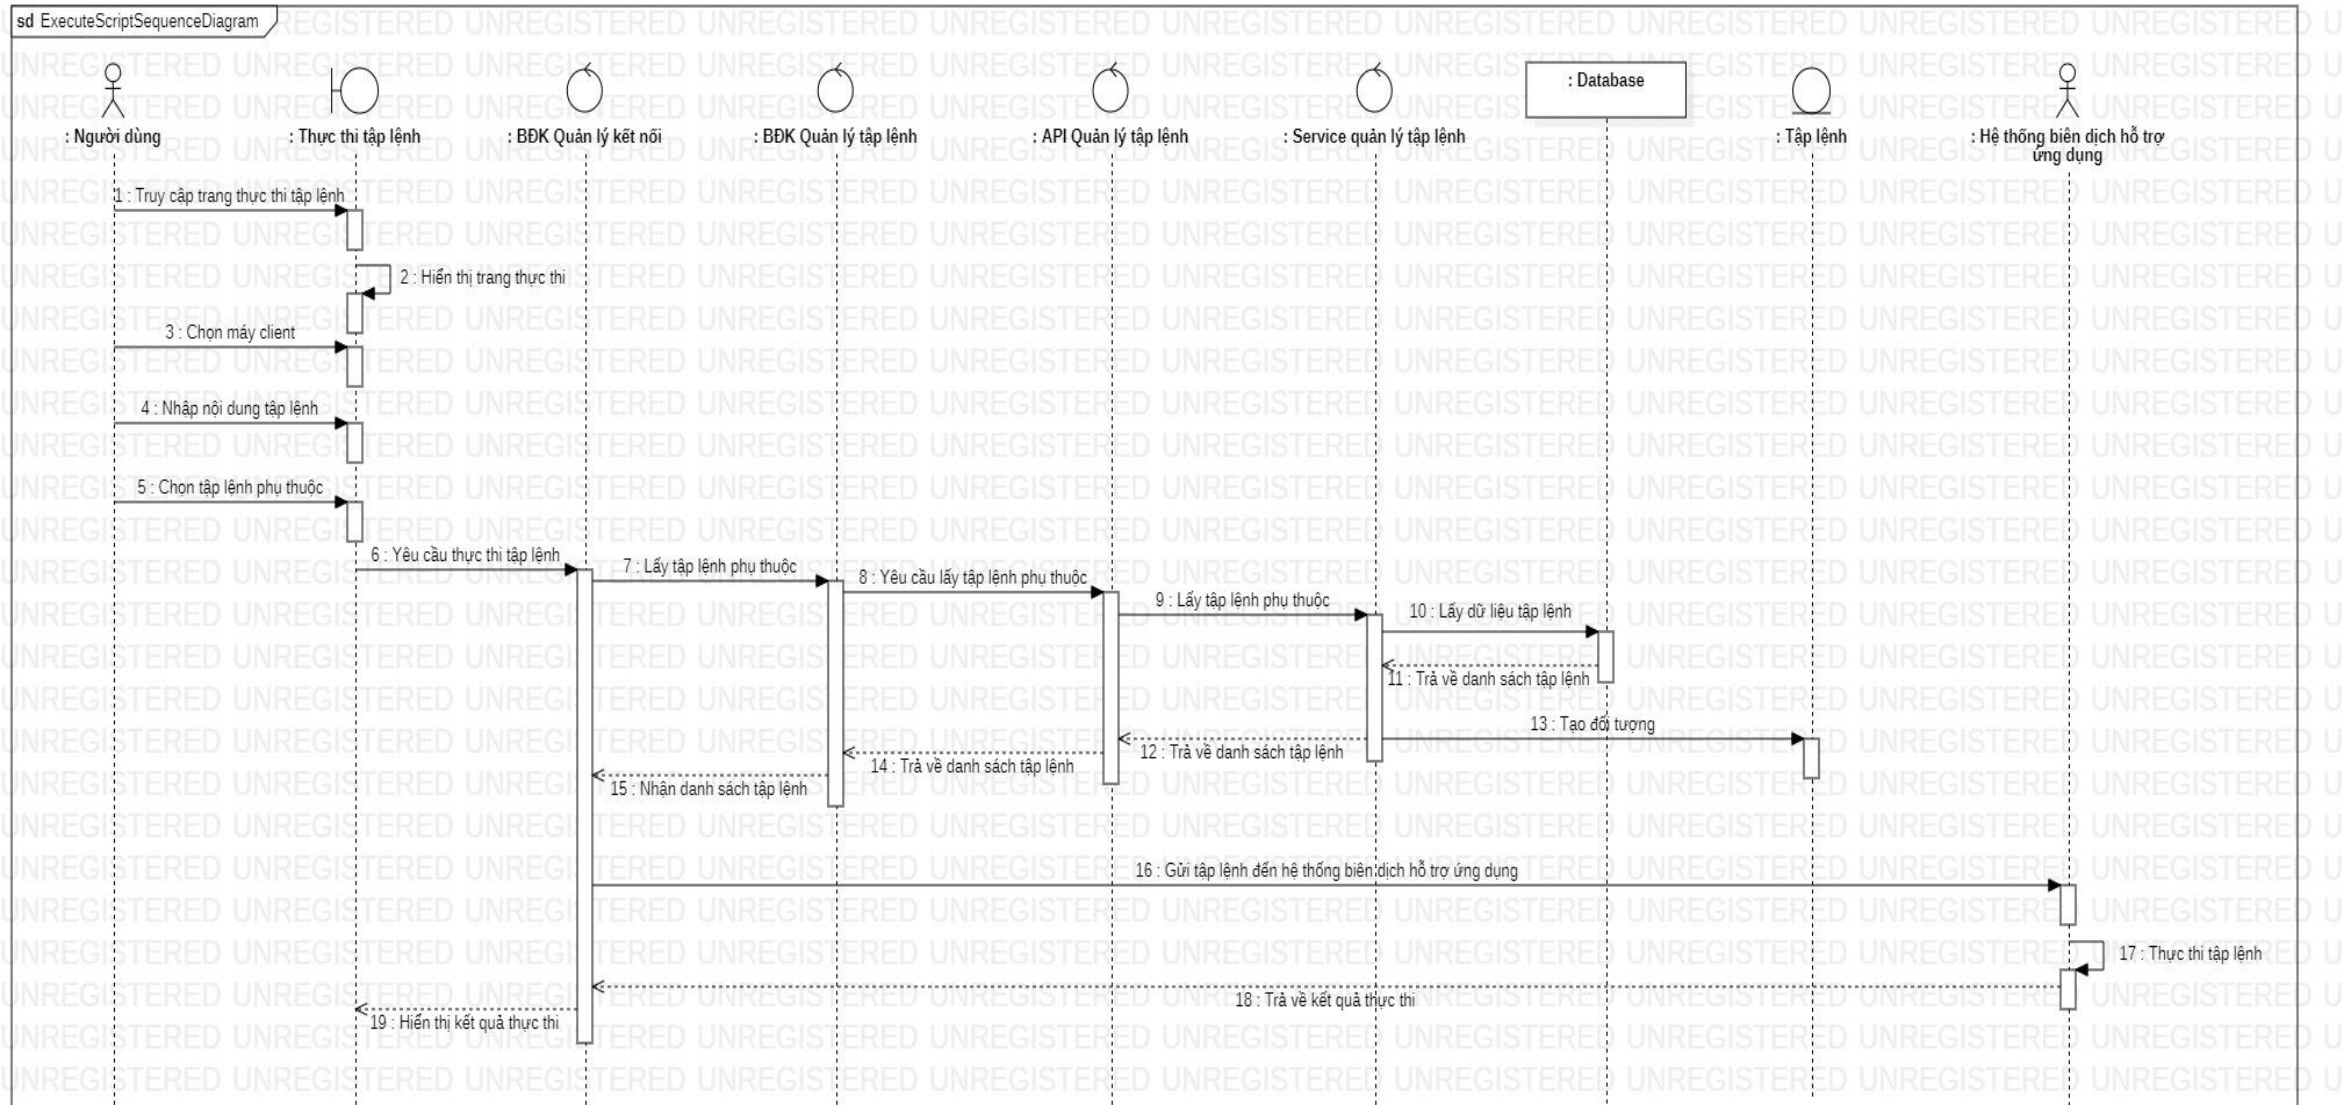 sd ExecuteScriptSequenceDiagram
: Người dùng
: Thực thi tập lệnh
: BĐK Quản lý kết nối
: BĐK Quản lý tập lệnh
: API Quản lý tập lệnh
: Service quản lý tập lệnh
: Database
: Tập lệnh
: Hệ thống biên dịch hỗ trợ
ứng dụng
1 : Truy cập trang thực thi tập lệnh
2 : Hiển thị trang thực thi
3 : Chọn máy client
4 : Nhập nội dung tập lệnh
5 : Chọn tập lệnh phụ thuộc
6 : Yêu cầu thực thi tập lệnh
7 : Lấy tập lệnh phụ thuộc
8 : Yêu cầu lấy tập lệnh phụ thuộc
9 : Lấy tập lệnh phụ thuộc
10 : Lấy dữ liệu tập lệnh
11 : Trả về danh sách tập lệnh
13 : Tạo đối tượng
12 : Trả về danh sách tập lệnh
14 : Trả về danh sách tập lệnh
15 : Nhận danh sách tập lệnh
16 : Gửi tập lệnh đến hệ thống biên dịch hỗ trợ ứng dụng
17 : Thực thi tập lệnh
18 : Trả về kết quả thực thi
19 : Hiển thị kết quả thực thi